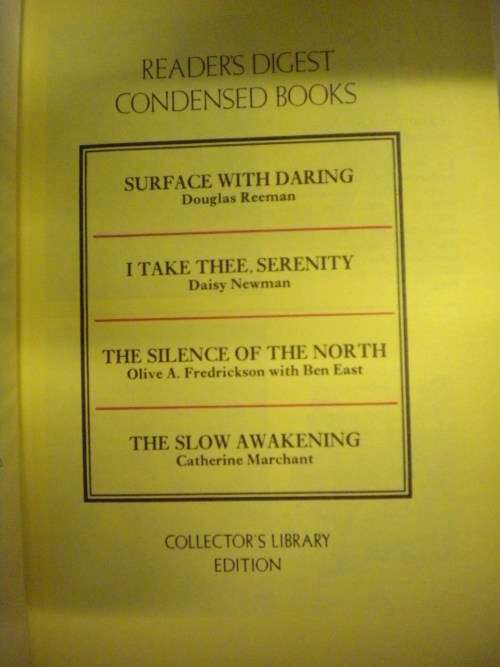 READER'S DIGEST
CONDENSED BOOKS
SURFACE WITH DARING
Douglas Reeman
I TAKE THEE, SERENITY
Daisy Newman
THE SILENCE OF THE NORTH
Olive A. Fredrickson with Ben East
THE SLOW AWAKENING
Catherine Marchant
COLLECTOR'S LIBRARY
EDITION